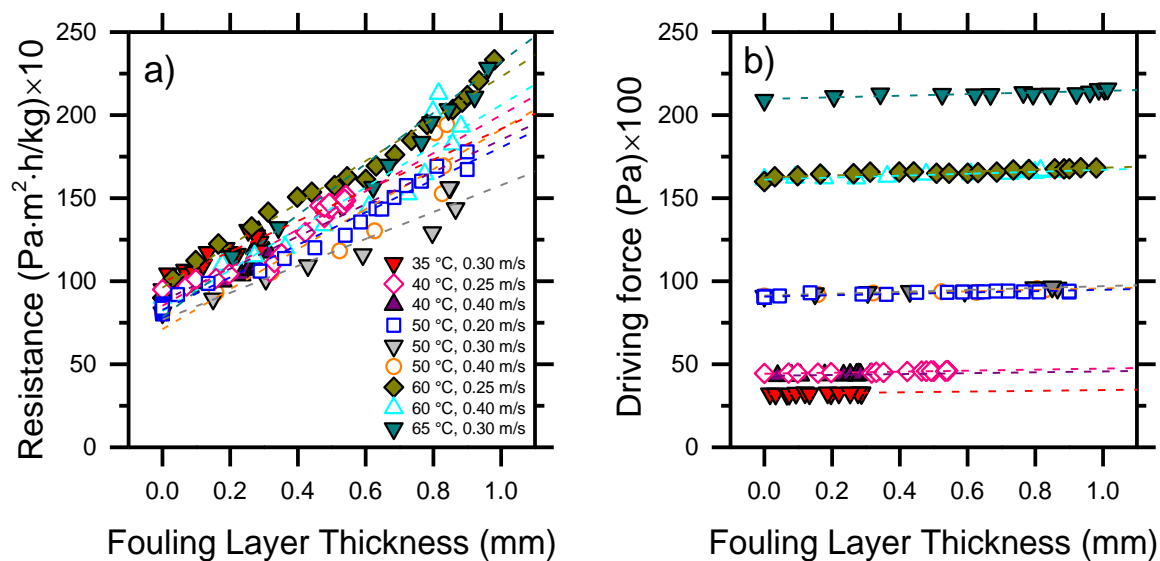 a)
Resistance (Pa·m²·h/kg)×10
250
200
150
100
50
0
0.0 0.2 0.4 0.6 0.8 1.0
Fouling Layer Thickness (mm)
35 °C, 0.30 m/s
40 °C, 0.25 m/s
40 °C, 0.40 m/s
50 °C, 0.20 m/s
50 °C, 0.30 m/s
50 °C, 0.40 m/s
60 °C, 0.25 m/s
60 °C, 0.40 m/s
65 °C, 0.30 m/s
b)
Driving force (Pa)×100
250
200
150
100
50
0
0.0 0.2 0.4 0.6 0.8 1.0
Fouling Layer Thickness (mm)